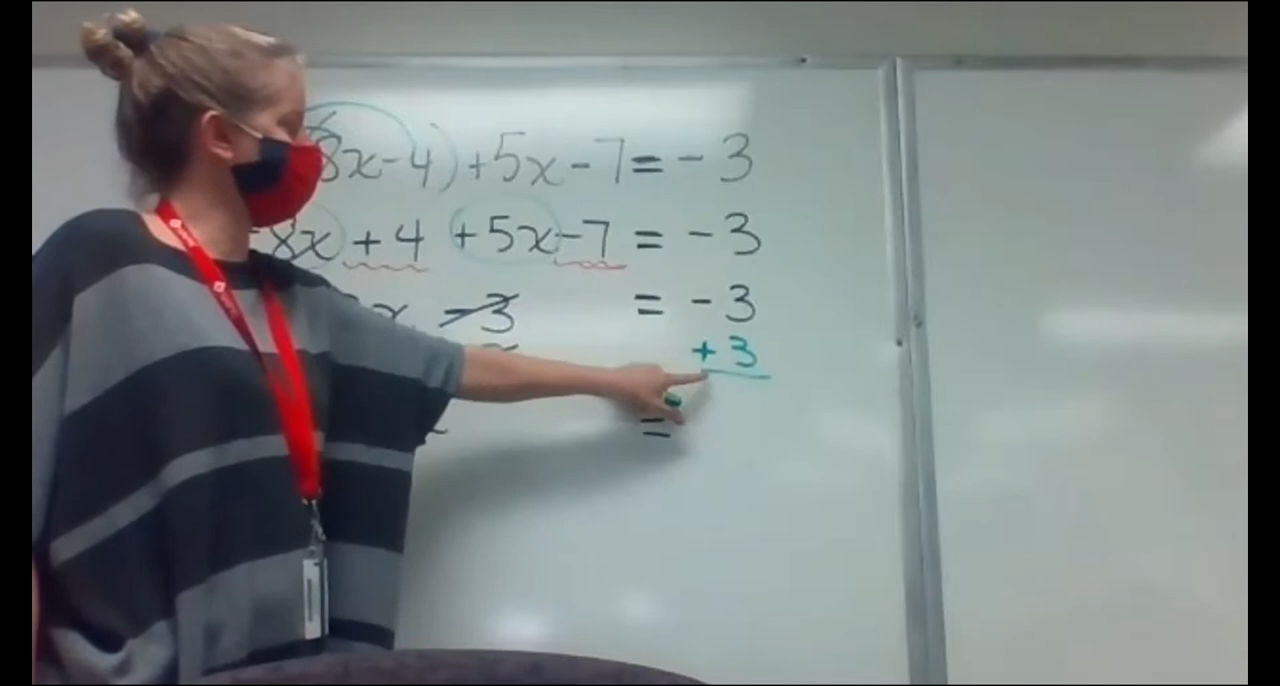 (8x-4)+5x-7=-3
-8x+4 +5x-7 = -3
x -3 = -3
+3
=